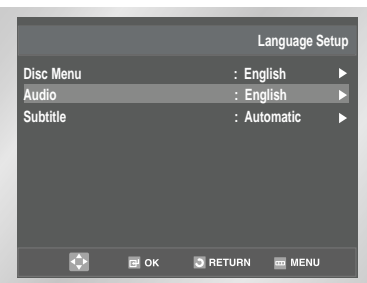 Language Setup
Disc Menu : English ▶
Audio : English ▶
Subtitle : Automatic ▶
OK RETURN MENU